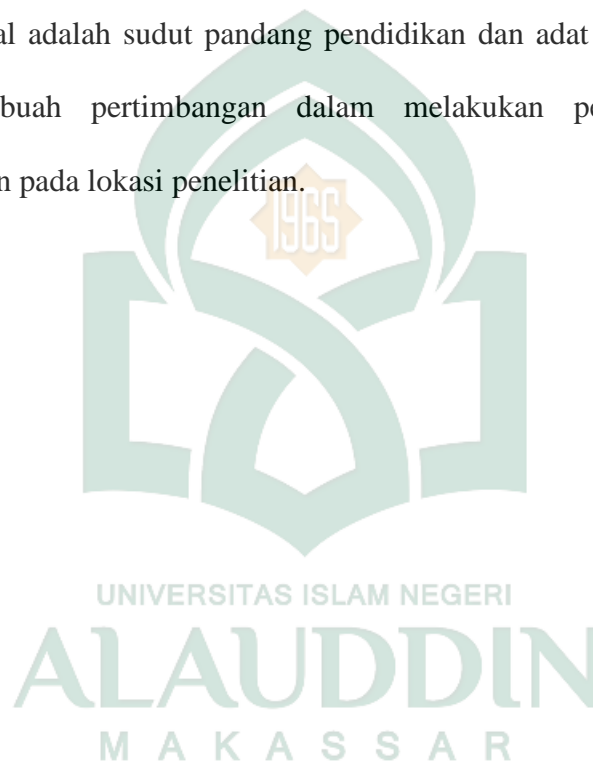 al adalah sudut pandang pendidikan dan adat
buah pertimbangan dalam melakukan pe
n pada lokasi penelitian.
1965
UNIVERSITAS ISLAM NEGERI
ALAUDDIN
MAKASSAR